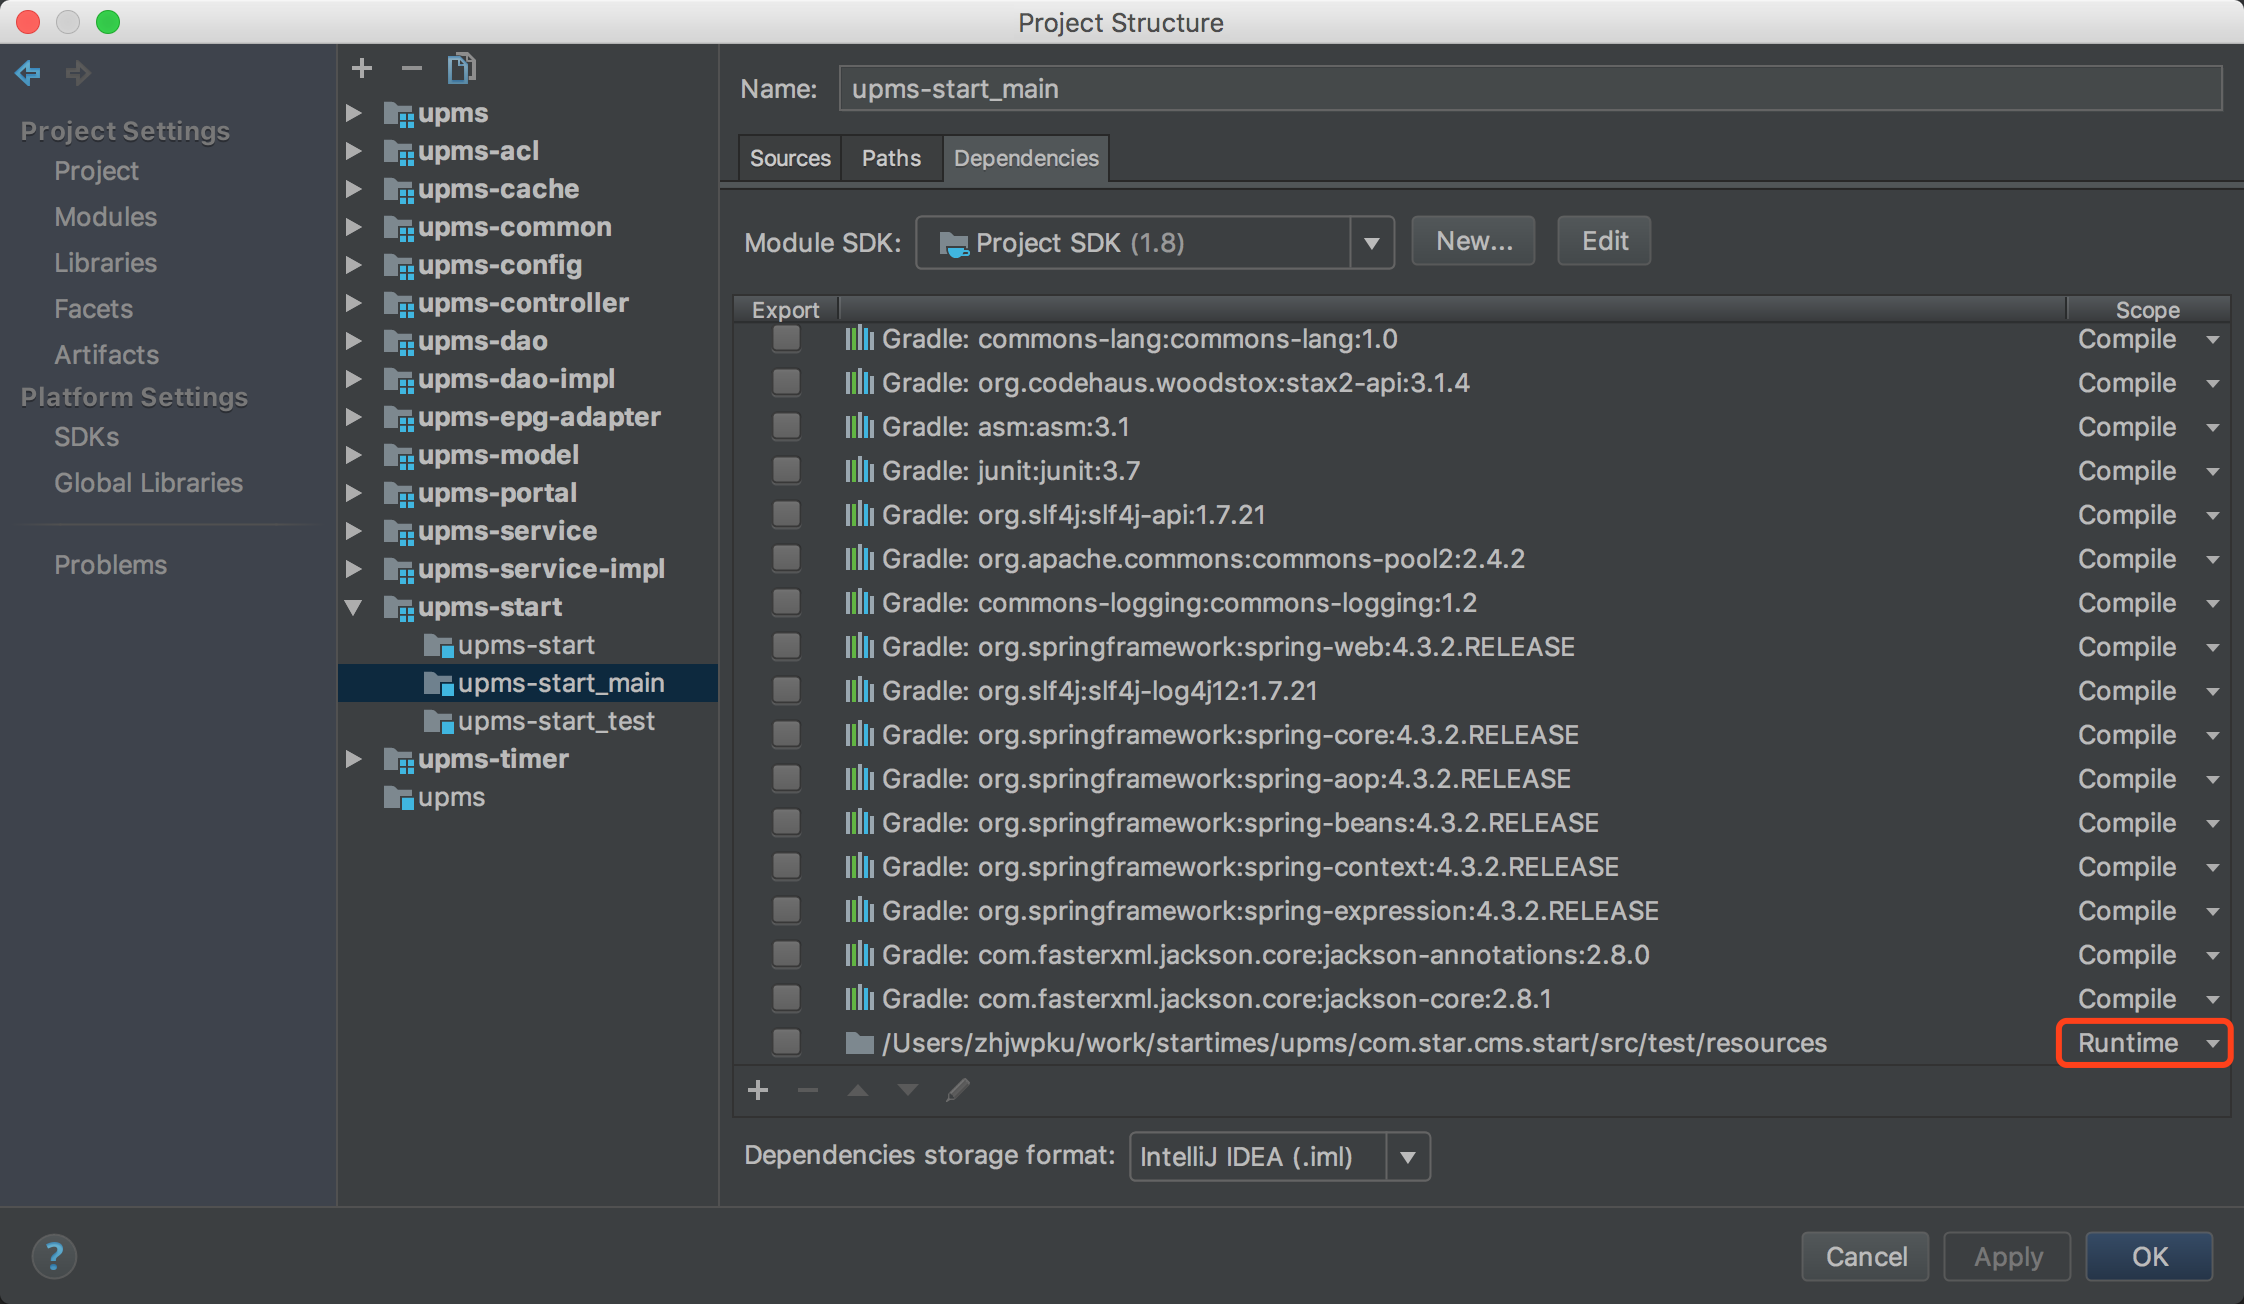 Project Structure
Project Settings
Project
Modules
Libraries
Facets
Artifacts
Platform Settings
SDKs
Global Libraries
Problems
upms
upms-acl
upms-cache
upms-common
upms-config
upms-controller
upms-dao
upms-dao-impl
upms-epg-adapter
upms-model
upms-portal
upms-service
upms-service-impl
upms-start
upms-start
upms-start_main
upms-start_test
upms-timer
upms
Name: upms-start_main
Sources Paths Dependencies
Module SDK: Project SDK (1.8) New... Edit
Export Scope
Gradle: commons-lang:commons-lang:1.0 Compile
Gradle: org.codehaus.woodstox:stax2-api:3.1.4 Compile
Gradle: asm:asm:3.1 Compile
Gradle: junit:junit:3.7 Compile
Gradle: org.slf4j:slf4j-api:1.7.21 Compile
Gradle: org.apache.commons:commons-pool2:2.4.2 Compile
Gradle: commons-logging:commons-logging:1.2 Compile
Gradle: org.springframework:spring-web:4.3.2.RELEASE Compile
Gradle: org.slf4j:slf4j-log4j12:1.7.21 Compile
Gradle: org.springframework:spring-core:4.3.2.RELEASE Compile
Gradle: org.springframework:spring-aop:4.3.2.RELEASE Compile
Gradle: org.springframework:spring-beans:4.3.2.RELEASE Compile
Gradle: org.springframework:spring-context:4.3.2.RELEASE Compile
Gradle: org.springframework:spring-expression:4.3.2.RELEASE Compile
Gradle: com.fasterxml.jackson.core:jackson-annotations:2.8.0 Compile
Gradle: com.fasterxml.jackson.core:jackson-core:2.8.1 Compile
/Users/zhjwpku/work/startimes/upms/com.star.cms.start/src/test/resources Runtime
Dependencies storage format: IntelliJ IDEA (.iml)
? Cancel Apply OK